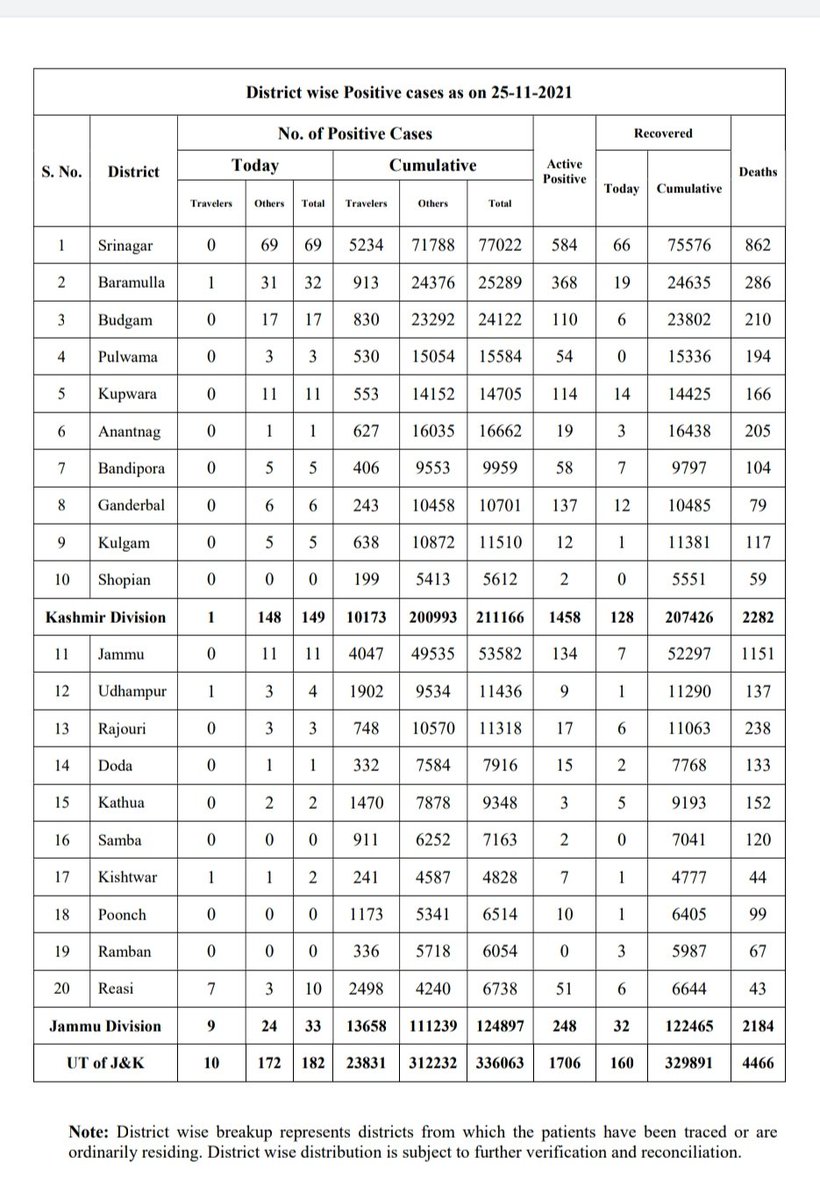 District wise Positive cases as on 25-11-2021
S. No. District No. of Positive Cases Active Positive Recovered Deaths
Today Cumulative Today Cumulative
Travelers Others Total Travelers Others Total
1 Srinagar 0 69 69 5234 71788 77022 584 66 75576 862
2 Baramulla 1 31 32 913 24376 25289 368 19 24635 286
3 Budgam 0 17 17 830 23292 24122 110 6 23802 210
4 Pulwama 0 3 3 530 15054 15584 54 0 15336 194
5 Kupwara 0 11 11 553 14152 14705 114 14 14425 166
6 Anantnag 0 1 1 627 16035 16662 19 3 16438 205
7 Bandipora 0 5 5 406 9553 9959 58 7 9797 104
8 Ganderbal 0 6 6 243 10458 10701 137 12 10485 79
9 Kulgam 0 5 5 638 10872 11510 12 1 11381 117
10 Shopian 0 0 0 199 5413 5612 2 0 5551 59
Kashmir Division 1 148 149 10173 200993 211166 1458 128 207426 2282
11 Jammu 0 11 11 4047 49535 53582 134 7 52297 1151
12 Udhampur 1 3 4 1902 9534 11436 9 1 11290 137
13 Rajouri 0 3 3 748 10570 11318 17 6 11063 238
14 Doda 0 1 1 332 7584 7916 15 2 7768 133
15 Kathua 0 2 2 1470 7878 9348 3 5 9193 152
16 Samba 0 0 0 911 6252 7163 2 0 7041 120
17 Kishtwar 1 1 2 241 4587 4828 7 1 4777 44
18 Poonch 0 0 0 1173 5341 6514 10 1 6405 99
19 Ramban 0 0 0 336 5718 6054 0 3 5987 67
20 Reasi 7 3 10 2498 4240 6738 51 6 6644 43
Jammu Division 9 24 33 13658 111239 124897 248 32 122465 2184
UT of J&K 10 172 182 23831 312232 336063 1706 160 329891 4466
Note: District wise breakup represents districts from which the patients have been traced or are
ordinarily residing. District wise distribution is subject to further verification and reconciliation.